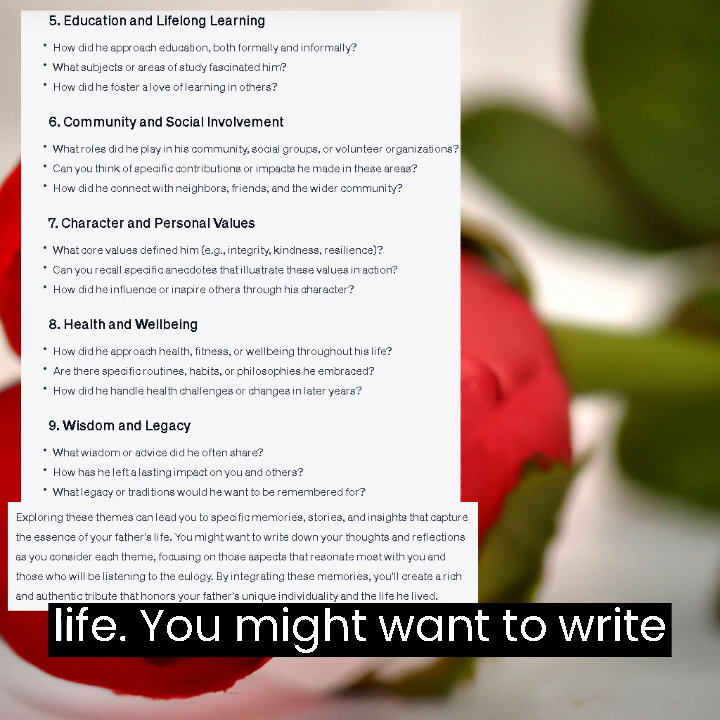 5. Education and Lifelong Learning
• How did he approach education, both formally and informally?
• What subjects or areas of study fascinated him?
• How did he foster a love of learning in others?
6. Community and Social Involvement
• What roles did he play in his community, social groups, or volunteer organizations?
• Can you think of specific contributions or impacts he made in these areas?
• How did he connect with neighbors, friends, and the wider community?
7. Character and Personal Values
• What core values defined him (e.g., integrity, kindness, resilience)?
• Can you recall specific anecdotes that illustrate these values in action?
• How did he influence or inspire others through his character?
8. Health and Wellbeing
• How did he approach health, fitness, or wellbeing throughout his life?
• Are there specific routines, habits, or philosophies he embraced?
• How did he handle health challenges or changes in later years?
9. Wisdom and Legacy
• What wisdom or advice did he often share?
• How has he left a lasting impact on you and others?
• What legacy or traditions would he want to be remembered for?
Exploring these themes can lead you to specific memories, stories, and insights that capture
the essence of your father's life. You might want to write down your thoughts and reflections
as you consider each theme, focusing on those aspects that resonate most with you and
those who will be listening to the eulogy. By integrating these memories, you'll create a rich
and authentic tribute that honors your father's unique individuality and the life he lived.
life. You might want to write